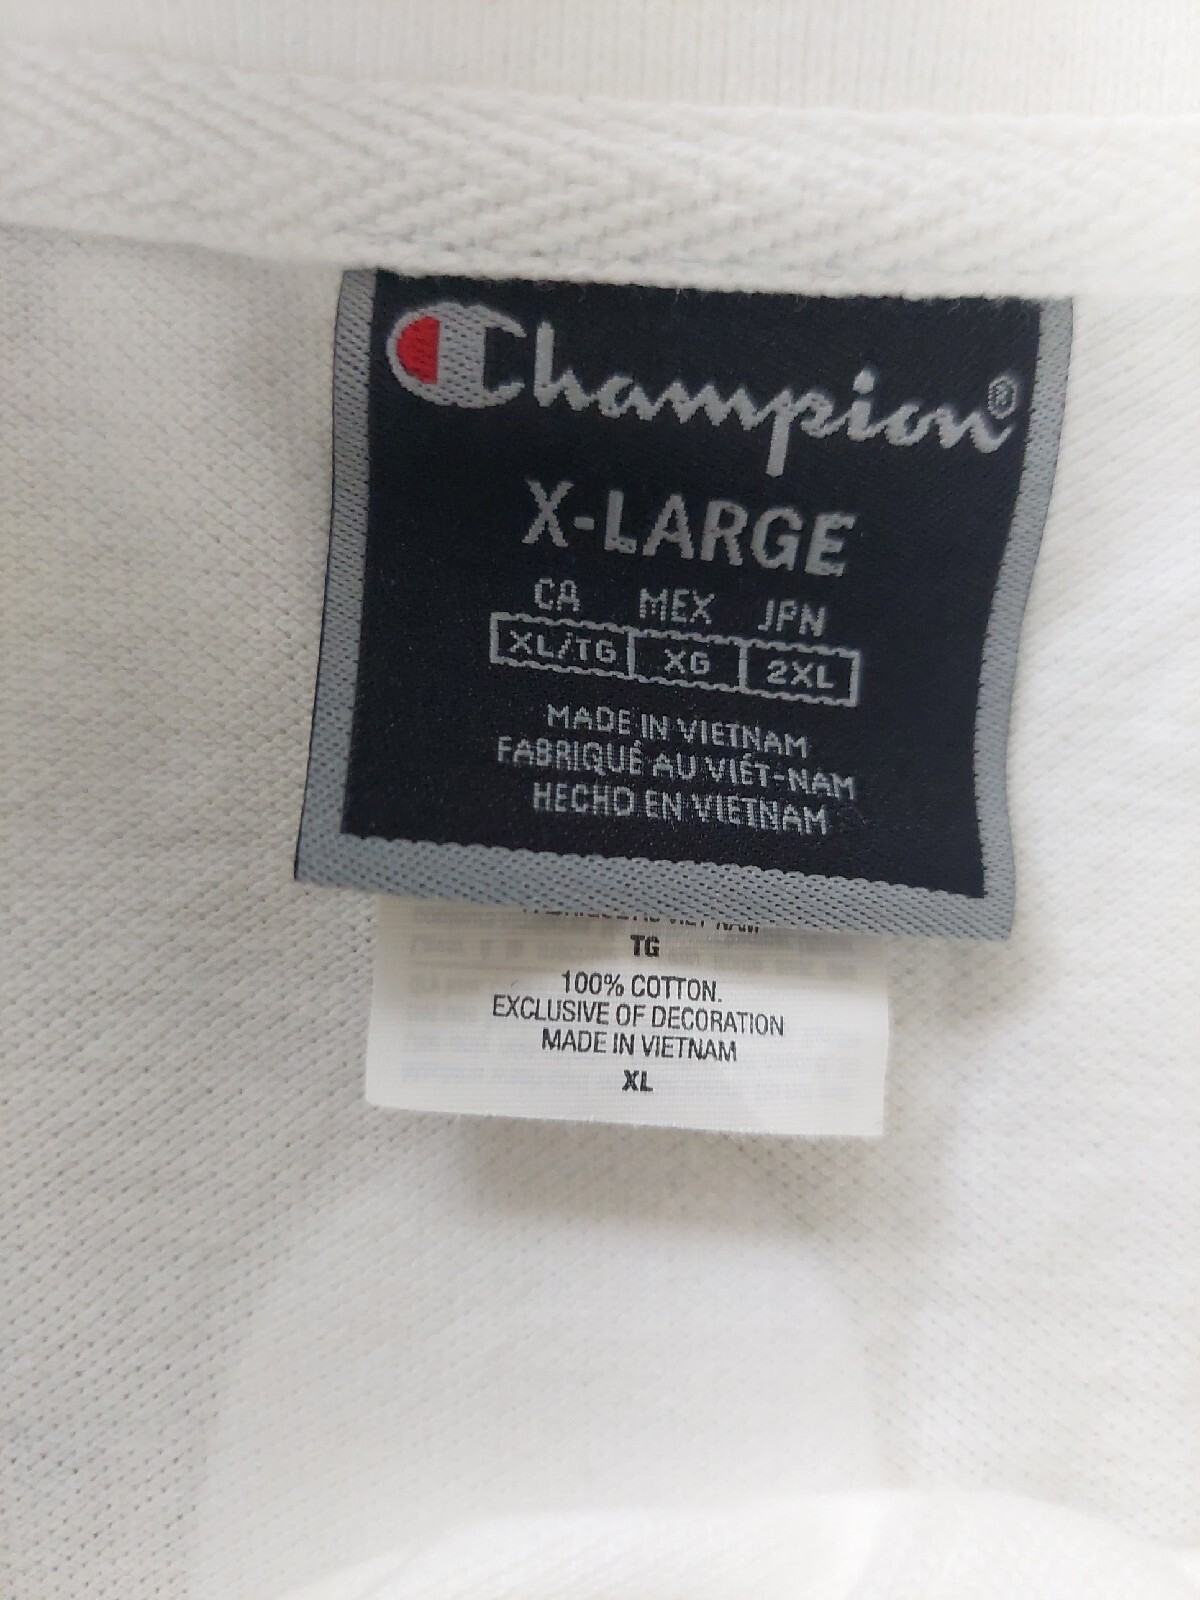 Champion®
X-LARGE
CA MEX JPN
XL/TG XG 2XL
MADE IN VIETNAM
FABRIQUÉ AU VIÉT-NAM
HECHO EN VIETNAM
TG
100% COTTON.
EXCLUSIVE OF DECORATION
MADE IN VIETNAM
XL